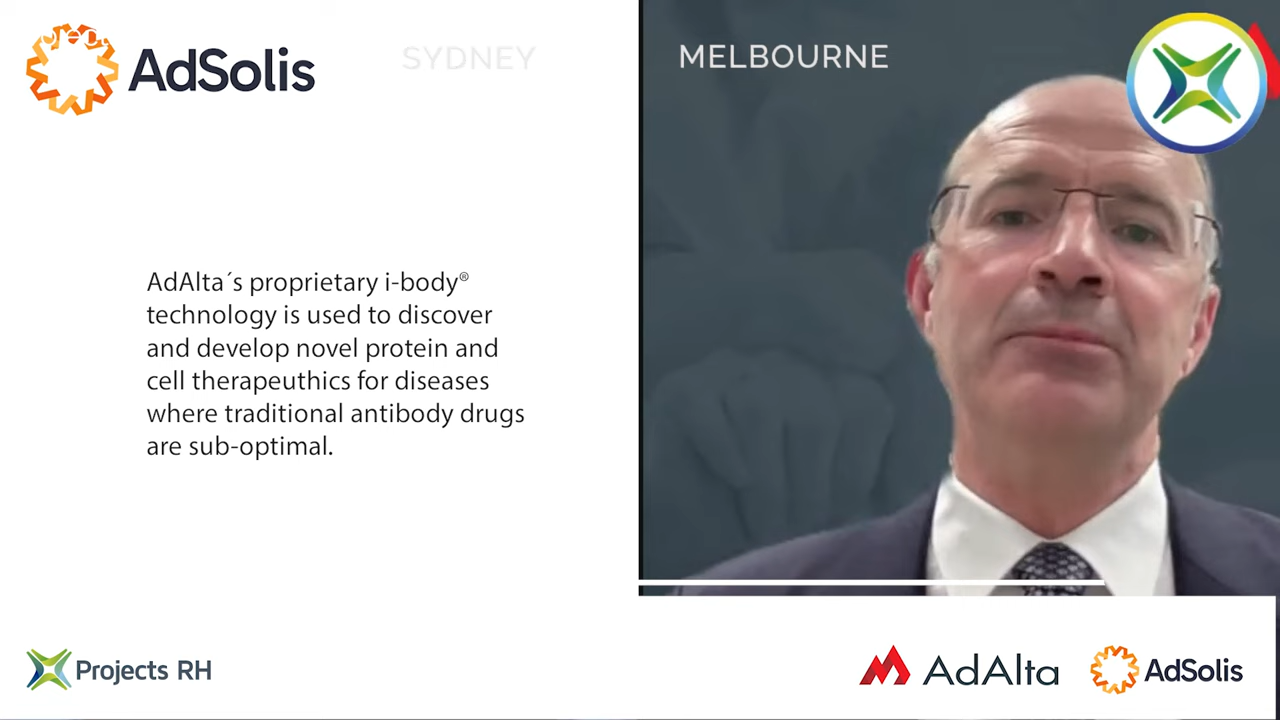 AdSolis
SYDNEY
MELBOURNE
AdAlta´s proprietary i-body®
technology is used to discover
and develop novel protein and
cell therapeuthics for diseases
where traditional antibody drugs
are sub-optimal.
Projects RH
AdAlta
AdSolis